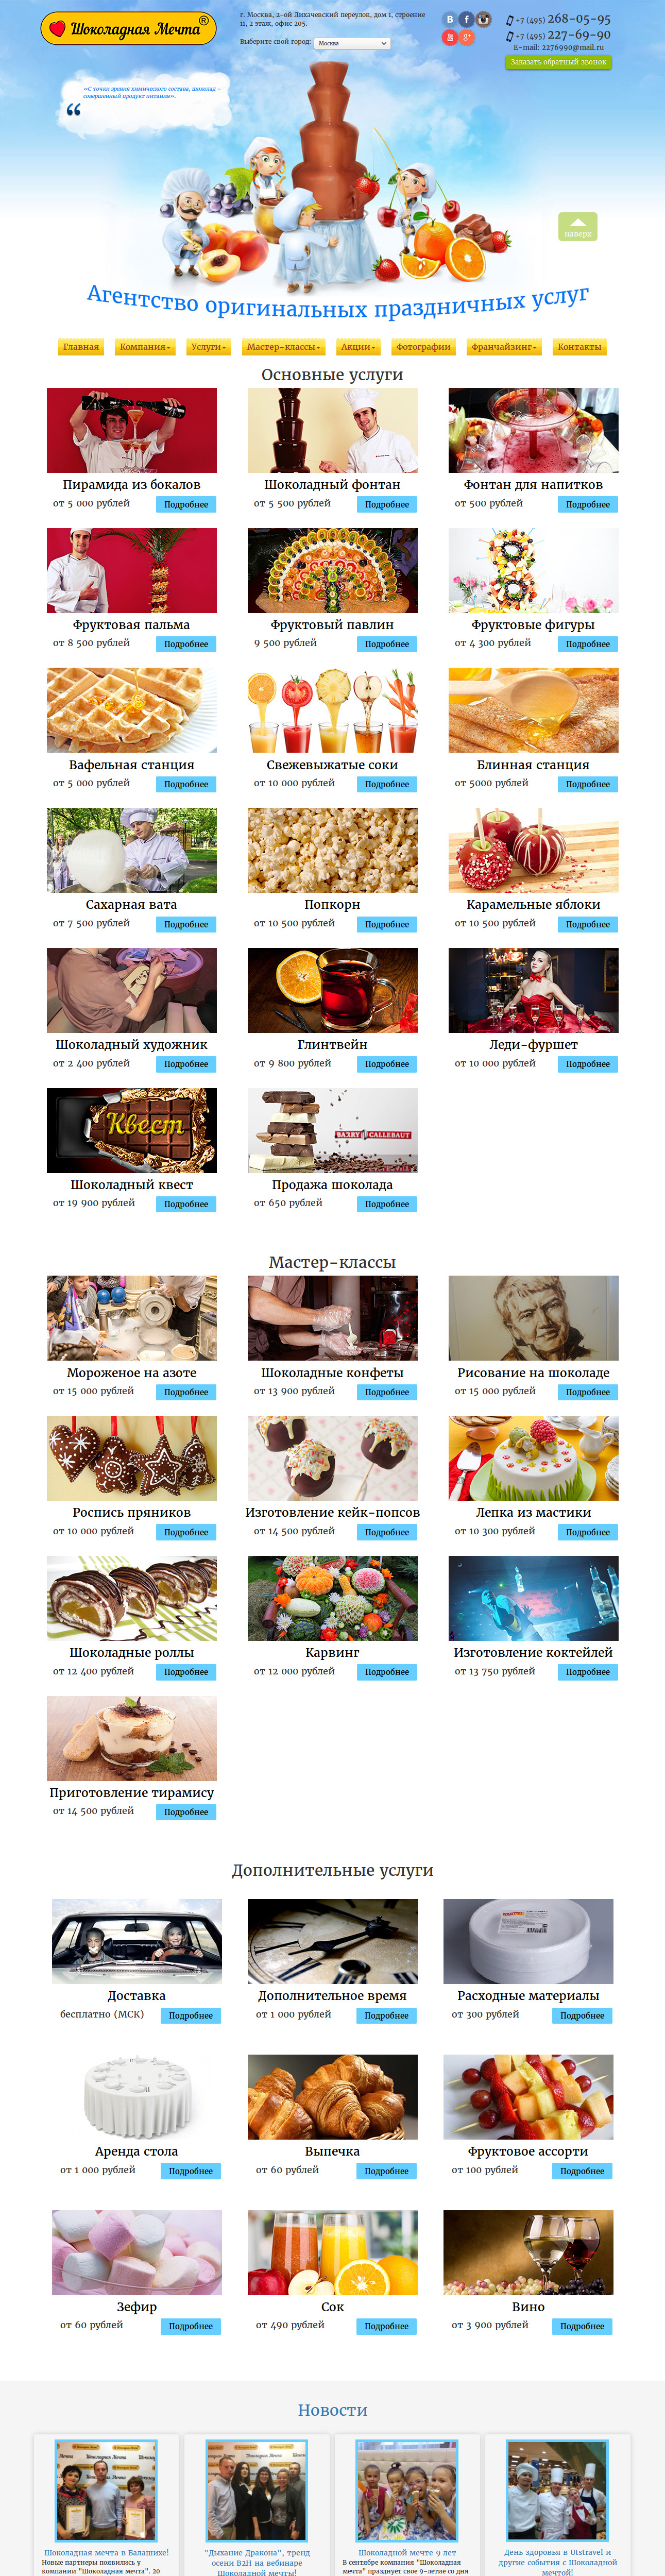 Шоколадная Мечта®
г. Москва, 2-ой Лихачевский переулок, дом 1, строение
11, 2 этаж, офис 205.
Выберите свой город: Москва
+7 (495) 268-05-95
+7 (495) 227-69-90
E-mail: 2276990@mail.ru
Заказать обратный звонок
«С точки зрения химического состава, шоколад –
совершенный продукт питания».
наверх
Агентство оригинальных праздничных услуг
Главная Компания Услуги Мастер-классы Акции Фотографии Франчайзинг Контакты
Основные услуги
Пирамида из бокалов Шоколадный фонтан Фонтан для напитков
от 5 000 рублей Подробнее от 5 500 рублей Подробнее от 500 рублей Подробнее
Фруктовая пальма Фруктовый павлин Фруктовые фигуры
от 8 500 рублей Подробнее 9 500 рублей Подробнее от 4 300 рублей Подробнее
Вафельная станция Свежевыжатые соки Блинная станция
от 5 000 рублей Подробнее от 10 000 рублей Подробнее от 5000 рублей Подробнее
Сахарная вата Попкорн Карамельные яблоки
от 7 500 рублей Подробнее от 10 500 рублей Подробнее от 10 500 рублей Подробнее
Шоколадный художник Глинтвейн Леди-фуршет
от 2 400 рублей Подробнее от 9 800 рублей Подробнее от 10 000 рублей Подробнее
Квест
BARRY CALLEBAUT
Шоколадный квест Продажа шоколада
от 19 900 рублей Подробнее от 650 рублей Подробнее
Мастер-классы
Мороженое на азоте Шоколадные конфеты Рисование на шоколаде
от 15 000 рублей Подробнее от 13 900 рублей Подробнее от 15 000 рублей Подробнее
Роспись пряников Изготовление кейк-попсов Лепка из мастики
от 10 000 рублей Подробнее от 14 500 рублей Подробнее от 10 300 рублей Подробнее
Шоколадные роллы Карвинг Изготовление коктейлей
от 12 400 рублей Подробнее от 12 000 рублей Подробнее от 13 750 рублей Подробнее
Приготовление тирамису
от 14 500 рублей Подробнее
Дополнительные услуги
Доставка Дополнительное время Расходные материалы
бесплатно (МСК) Подробнее от 1 000 рублей Подробнее от 300 рублей Подробнее
Аренда стола Выпечка Фруктовое ассорти
от 1 000 рублей Подробнее от 60 рублей Подробнее от 100 рублей Подробнее
Зефир Сок Вино
от 60 рублей Подробнее от 490 рублей Подробнее от 3 900 рублей Подробнее
Новости
Шоколадная мечта в Балашихе!
Новые партнеры появились у
компании "Шоколадная мечта". 20
"Дыхание Дракона", тренд
осени B2H на вебинаре
Шоколадной мечты!
Шоколадной мечте 9 лет
В сентябре компания "Шоколадная
мечта" празднует свое 9-летие со дня
День здоровья в Utstravel и
другие события с Шоколадной
мечтой!